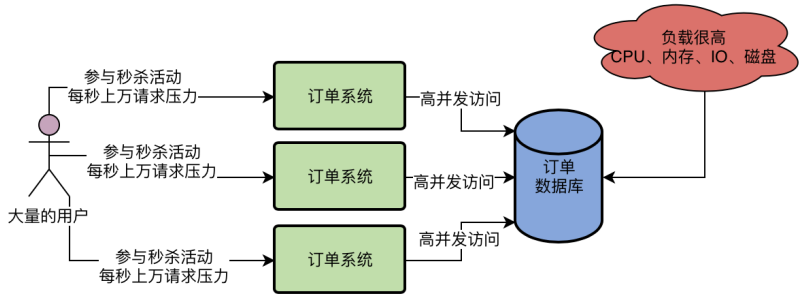 负载很高
CPU、内存、IO、磁盘
参与秒杀活动
每秒上万请求压力
订单系统
高并发访问
参与秒杀活动
每秒上万请求压力
订单系统
高并发访问
订单
数据库
大量的用户
参与秒杀活动
每秒上万请求压力
订单系统
高并发访问